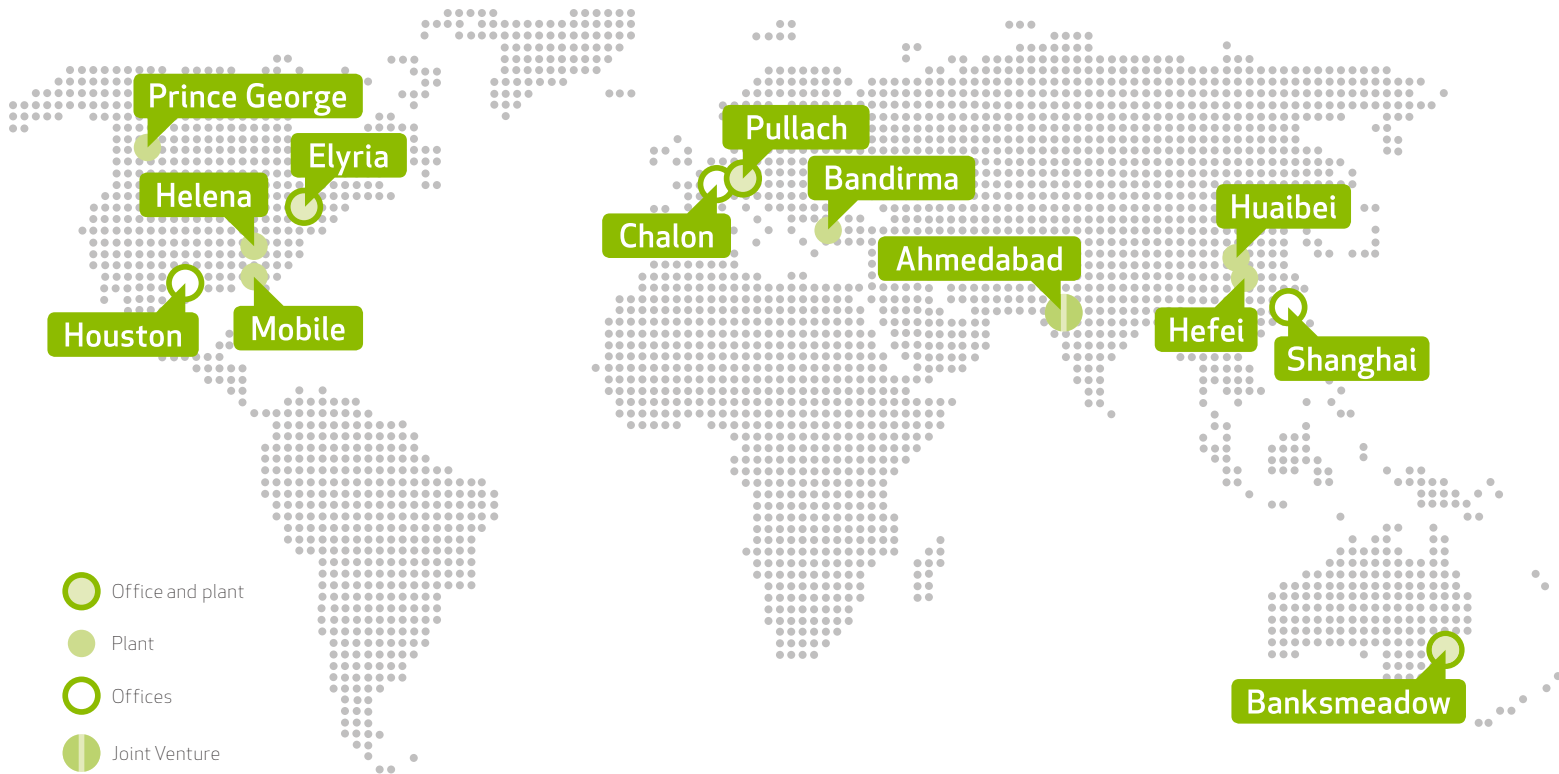 Prince George
Elyria
Helena
Houston
Mobile
Pullach
Bandirma
Chalon
Ahmedabad
Huaibei
Hefei
Shanghai
Banksmeadow
Office and plant
Plant
Offices
Joint Venture